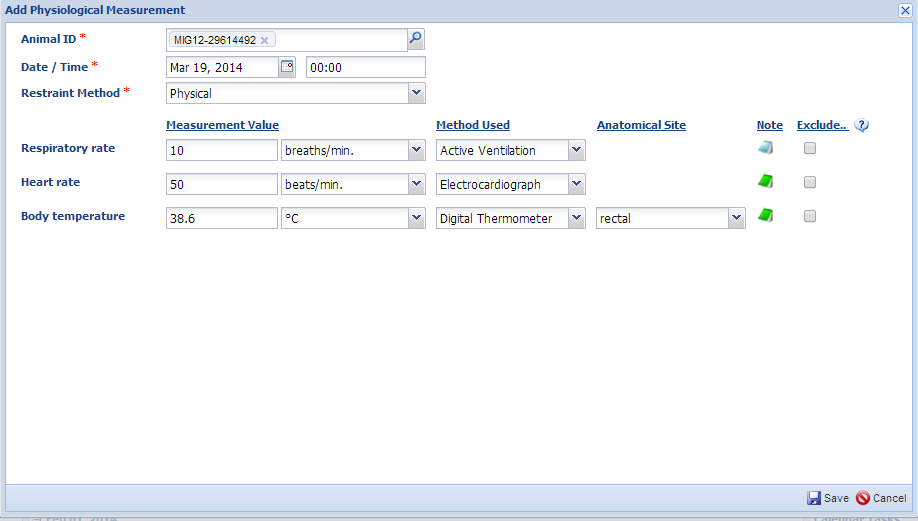 Add Physiological Measurement
Animal ID *
MIG12-29614492
Date / Time *
Mar 19, 2014 00:00
Restraint Method *
Physical
Measurement Value Method Used Anatomical Site Note Exclude.. ?
Respiratory rate 10 breaths/min. Active Ventilation
Heart rate 50 beats/min. Electrocardiograph
Body temperature 38.6 °C Digital Thermometer rectal
Save Cancel